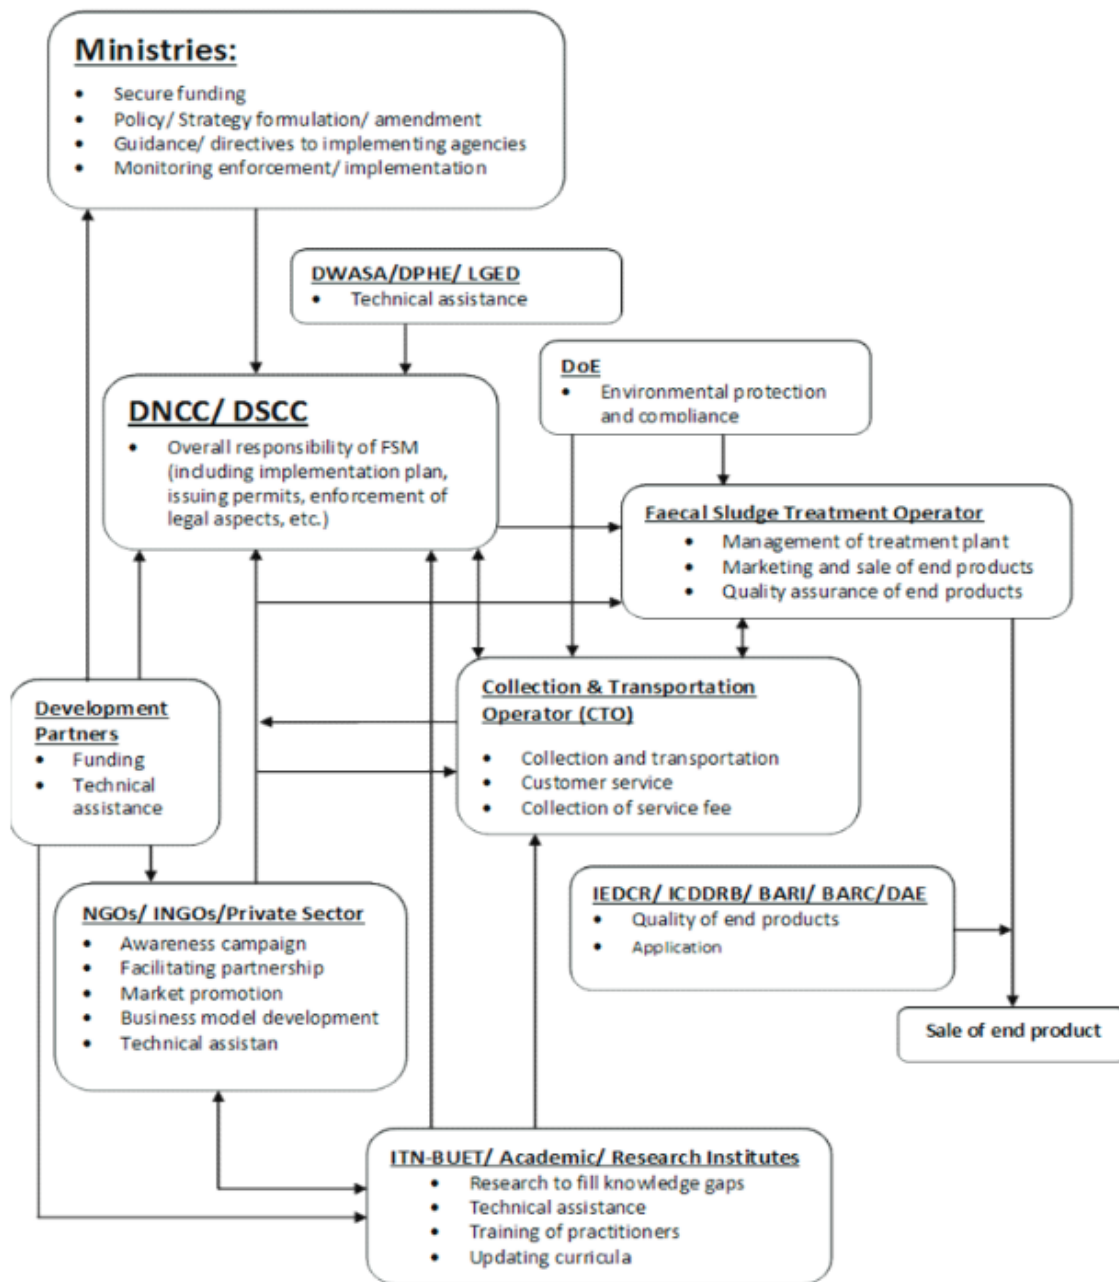 Ministries:
• Secure funding
• Policy/ Strategy formulation/ amendment
• Guidance/ directives to implementing agencies
• Monitoring enforcement/ implementation
DWASA/DPHE/ LGED
• Technical assistance
DoE
• Environmental protection
and compliance
DNCC/ DSCC
• Overall responsibility of FSM
(including implementation plan,
issuing permits, enforcement of
legal aspects, etc.)
Faecal Sludge Treatment Operator
• Management of treatment plant
• Marketing and sale of end products
• Quality assurance of end products
Collection & Transportation
Operator (CTO)
• Collection and transportation
• Customer service
• Collection of service fee
Development
Partners
• Funding
• Technical
assistance
NGOs/ INGOs/Private Sector
• Awareness campaign
• Facilitating partnership
• Market promotion
• Business model development
• Technical assistan
IEDCR/ ICDDRB/ BARI/ BARC/DAE
• Quality of end products
• Application
Sale of end product
ITN-BUET/ Academic/ Research Institutes
• Research to fill knowledge gaps
• Technical assistance
• Training of practitioners
• Updating curricula